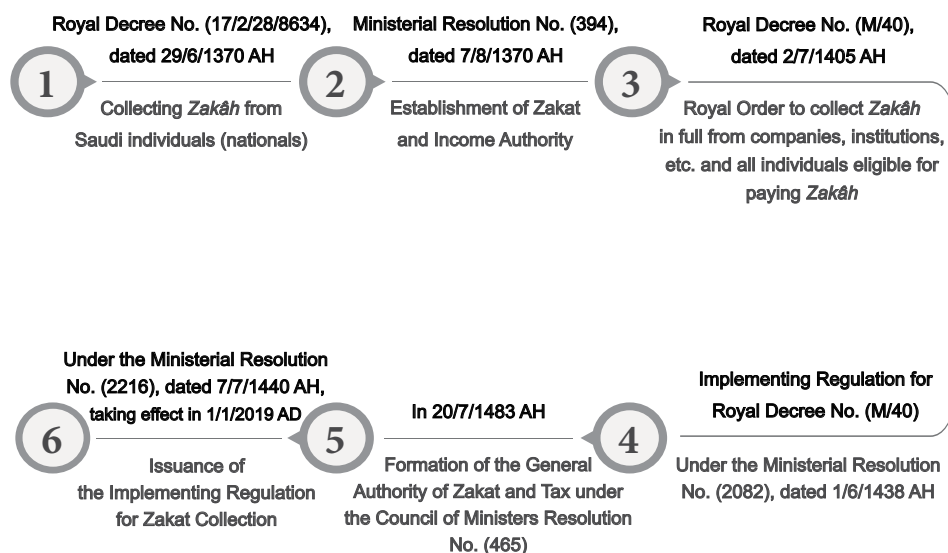 Royal Decree No. (17/2/28/8634),
dated 29/6/1370 AH
1
Collecting Zakâh from
Saudi individuals (nationals)
Ministerial Resolution No. (394),
dated 7/8/1370 AH
2
Establishment of Zakat
and Income Authority
Royal Decree No. (M/40),
dated 2/7/1405 AH
3
Royal Order to collect Zakâh
in full from companies, institutions,
etc. and all individuals eligible for
paying Zakâh
Implementing Regulation for
Royal Decree No. (M/40)
4
Under the Ministerial Resolution
No. (2082), dated 1/6/1438 AH
In 20/7/1483 AH
5
Formation of the General
Authority of Zakat and Tax under
the Council of Ministers Resolution
No. (465)
Under the Ministerial Resolution
No. (2216), dated 7/7/1440 AH,
taking effect in 1/1/2019 AD
6
Issuance of
the Implementing Regulation
for Zakat Collection